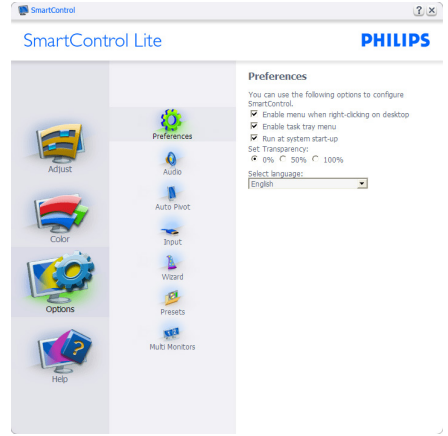 SmartControl
SmartControl Lite
PHILIPS
Adjust
Color
Options
Help
Preferences
Audio
Auto Pivot
Input
Wizard
Presets
Multi Monitors
Preferences
You can use the following options to configure
SmartControl.
Enable menu when right-clicking on desktop
Enable task tray menu
Run at system start-up
Set Transparency:
0% 50% 100%
Select language:
English